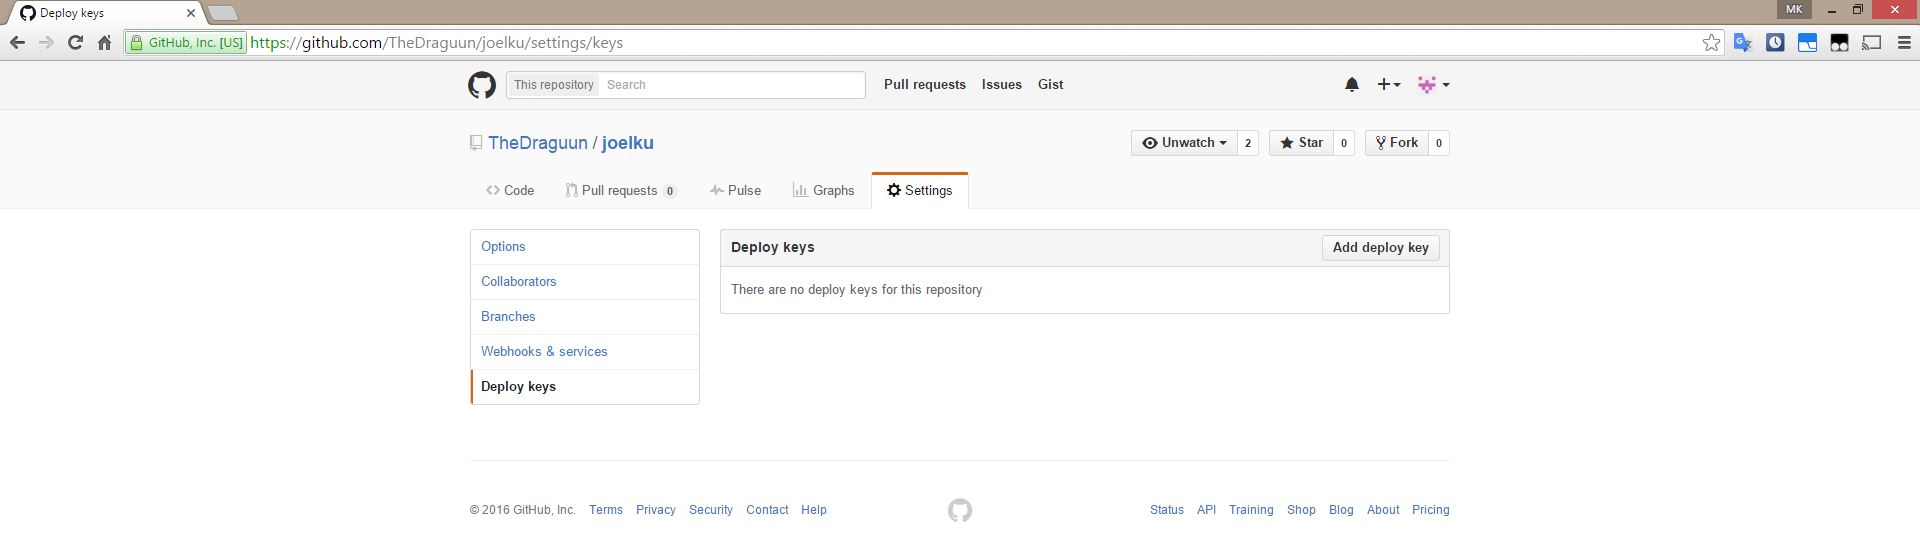 Deploy keys
MK
GitHub, Inc. [US] https://github.com/TheDraguun/joelku/settings/keys
This repository Search Pull requests Issues Gist
TheDraguun / joelku Unwatch 2 Star 0 Fork 0
Code Pull requests 0 Pulse Graphs Settings
Options
Collaborators
Branches
Webhooks & services
Deploy keys
Deploy keys Add deploy key
There are no deploy keys for this repository
© 2016 GitHub, Inc. Terms Privacy Security Contact Help Status API Training Shop Blog About Pricing